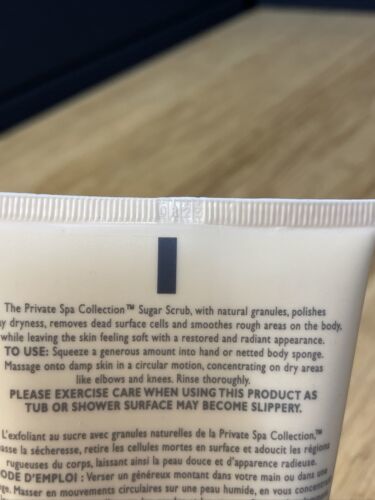 The Private Spa Collection™ Sugar Scrub, with natural granules, polishes
dryness, removes dead surface cells and smoothes rough areas on the body,
while leaving the skin feeling soft with a restored and radiant appearance.
TO USE: Squeeze a generous amount into hand or netted body sponge.
Massage onto damp skin in a circular motion, concentrating on dry areas
like elbows and knees. Rinse thoroughly.
PLEASE EXERCISE CARE WHEN USING THIS PRODUCT AS
TUB OR SHOWER SURFACE MAY BECOME SLIPPERY.
L'exfoliant au sucre avec granules naturelles de la Private Spa Collection,™
la sécheresse, retire les cellules mortes en surface et adoucit les régions
rugueuses du corps, laissant ainsi la peau douce et d'apparence radieuse.
D'EMPLOI : Verser un généreux montant dans votre main ou dans une
Masser en mouvements circulaires sur une peau humide, en vous concentrant